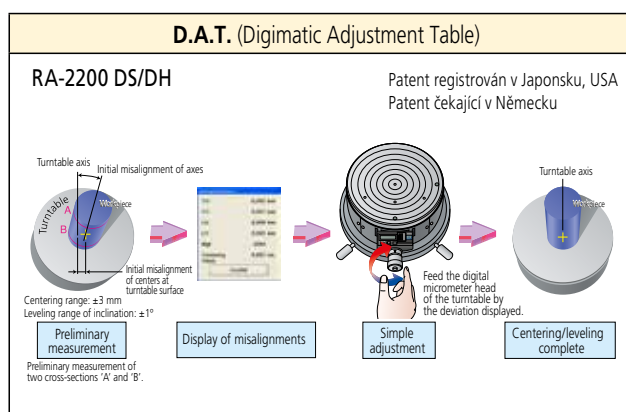 D.A.T. (Digimatic Adjustment Table)
RA-2200 DS/DH
Patent registrován v Japonsku, USA
Patent čekající v Německu
Turntable axis
Initial misalignment of axes
Turntable
Workpiece
A
B
Initial misalignment
of centers at
turntable surface
Centering range: ±3 mm
Leveling range of inclination: ±1°
Preliminary
measurement
Preliminary measurement of
two cross-sections 'A' and 'B'.
Display of misalignments
Feed the digital
micrometer head
of the turntable by
the deviation displayed.
Simple
adjustment
Turntable axis
Workpiece
Centering/leveling
complete